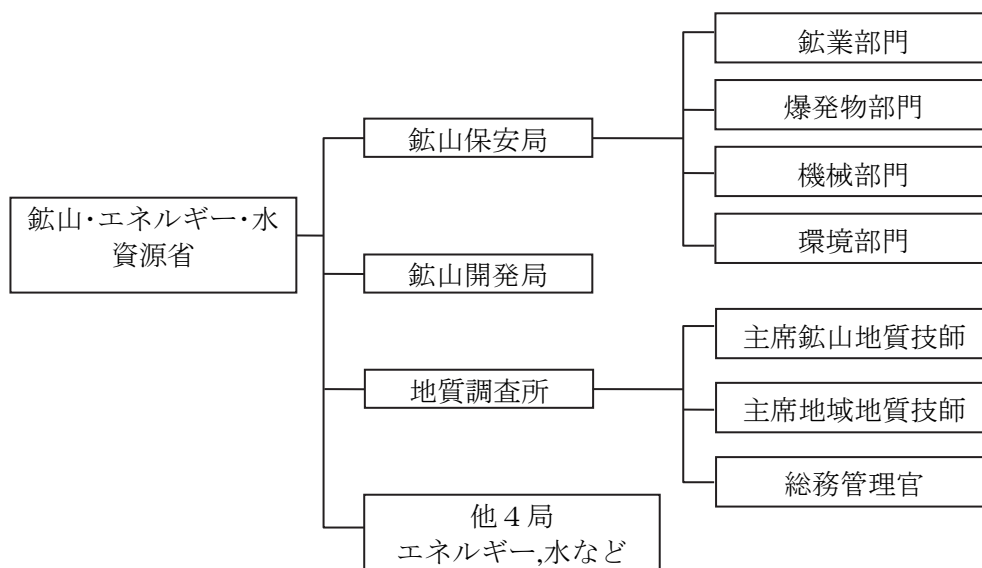 鉱山・エネルギー・水
資源省
鉱山保安局
鉱山開発局
地質調査所
他４局
エネルギー,水など
鉱業部門
爆発物部門
機械部門
環境部門
主席鉱山地質技師
主席地域地質技師
総務管理官